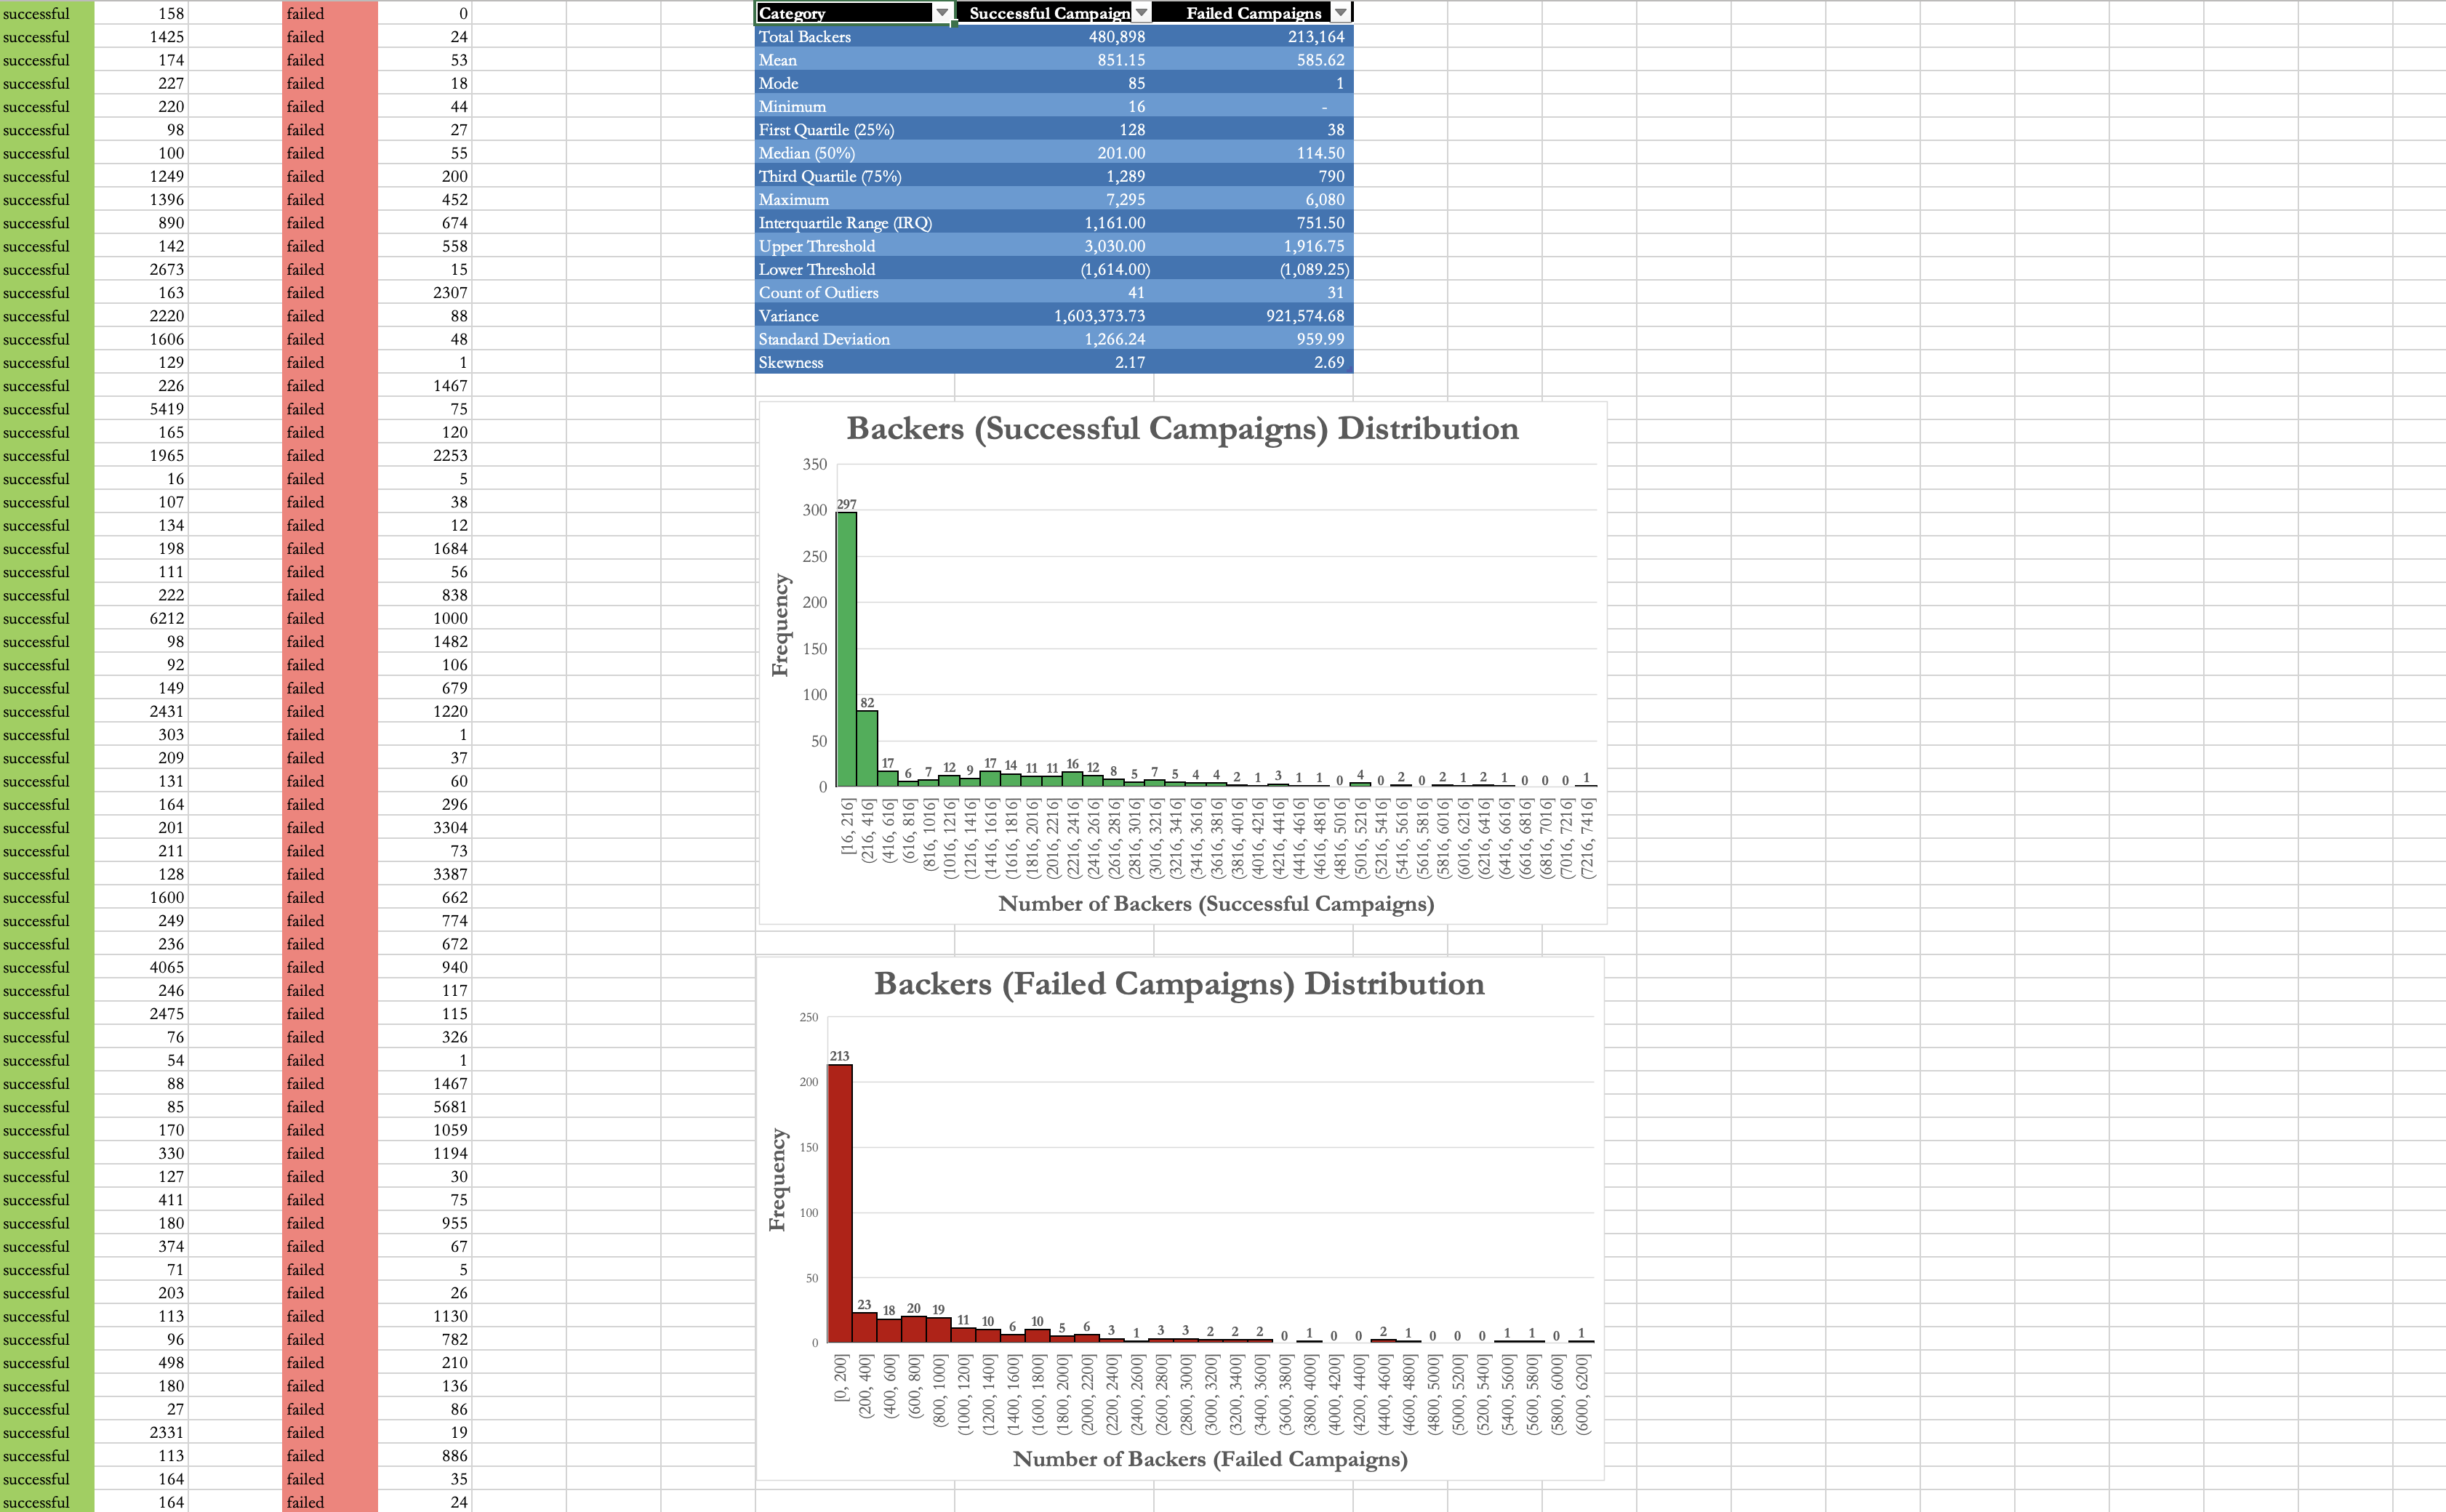 successful 158 failed 0
successful 1425 failed 24
successful 174 failed 53
successful 227 failed 18
successful 220 failed 44
successful 98 failed 27
successful 100 failed 55
successful 1249 failed 200
successful 1396 failed 452
successful 890 failed 674
successful 142 failed 558
successful 2673 failed 15
successful 163 failed 2307
successful 2220 failed 88
successful 1606 failed 48
successful 129 failed 1
successful 226 failed 1467
successful 5419 failed 75
successful 165 failed 120
successful 1965 failed 2253
successful 16 failed 5
successful 107 failed 38
successful 134 failed 12
successful 198 failed 1684
successful 111 failed 56
successful 222 failed 838
successful 6212 failed 1000
successful 98 failed 1482
successful 92 failed 106
successful 149 failed 679
successful 2431 failed 1220
successful 303 failed 1
successful 209 failed 37
successful 131 failed 60
successful 164 failed 296
successful 201 failed 3304
successful 211 failed 73
successful 128 failed 3387
successful 1600 failed 662
successful 249 failed 774
successful 236 failed 672
successful 4065 failed 940
successful 246 failed 117
successful 2475 failed 115
successful 76 failed 326
successful 54 failed 1
successful 88 failed 1467
successful 85 failed 5681
successful 170 failed 1059
successful 330 failed 1194
successful 127 failed 30
successful 411 failed 75
successful 180 failed 955
successful 374 failed 67
successful 71 failed 5
successful 203 failed 26
successful 113 failed 1130
successful 96 failed 782
successful 498 failed 210
successful 180 failed 136
successful 27 failed 86
successful 2331 failed 19
successful 113 failed 886
successful 164 failed 35
successful 164 failed 24
Category Successful Campaign Failed Campaigns
Total Backers 480,898 213,164
Mean 851.15 585.62
Mode 85 1
Minimum 16 -
First Quartile (25%) 128 38
Median (50%) 201.00 114.50
Third Quartile (75%) 1,289 790
Maximum 7,295 6,080
Interquartile Range (IRQ) 1,161.00 751.50
Upper Threshold 3,030.00 1,916.75
Lower Threshold (1,614.00) (1,089.25)
Count of Outliers 41 31
Variance 1,603,373.73 921,574.68
Standard Deviation 1,266.24 959.99
Skewness 2.17 2.69
Backers (Successful Campaigns) Distribution
Frequency
350
300
250
200
150
100
50
0
297 82 17 6 7 12 9 17 14 11 11 16 12 8 5 7 5 4 4 2 1 3 1 1 0 4 0 2 0 2 1 2 1 0 0 0 1
[16, 216] (216, 416] (416, 616] (616, 816] (816, 1016] (1016, 1216] (1216, 1416] (1416, 1616] (1616, 1816] (1816, 2016] (2016, 2216] (2216, 2416] (2416, 2616] (2616, 2816] (2816, 3016] (3016, 3216] (3216, 3416] (3416, 3616] (3616, 3816] (3816, 4016] (4016, 4216] (4216, 4416] (4416, 4616] (4616, 4816] (4816, 5016] (5016, 5216] (5216, 5416] (5416, 5616] (5616, 5816] (5816, 6016] (6016, 6216] (6216, 6416] (6416, 6616] (6616, 6816] (6816, 7016] (7016, 7216] (7216, 7416]
Number of Backers (Successful Campaigns)
Backers (Failed Campaigns) Distribution
Frequency
250
200
150
100
50
0
213 23 18 20 19 11 10 6 10 5 6 3 1 3 3 2 2 2 0 1 0 0 2 1 0 0 0 1 1 0 1
[0, 200] (200, 400] (400, 600] (600, 800] (800, 1000] (1000, 1200] (1200, 1400] (1400, 1600] (1600, 1800] (1800, 2000] (2000, 2200] (2200, 2400] (2400, 2600] (2600, 2800] (2800, 3000] (3000, 3200] (3200, 3400] (3400, 3600] (3600, 3800] (3800, 4000] (4000, 4200] (4200, 4400] (4400, 4600] (4600, 4800] (4800, 5000] (5000, 5200] (5200, 5400] (5400, 5600] (5600, 5800] (5800, 6000] (6000, 6200]
Number of Backers (Failed Campaigns)